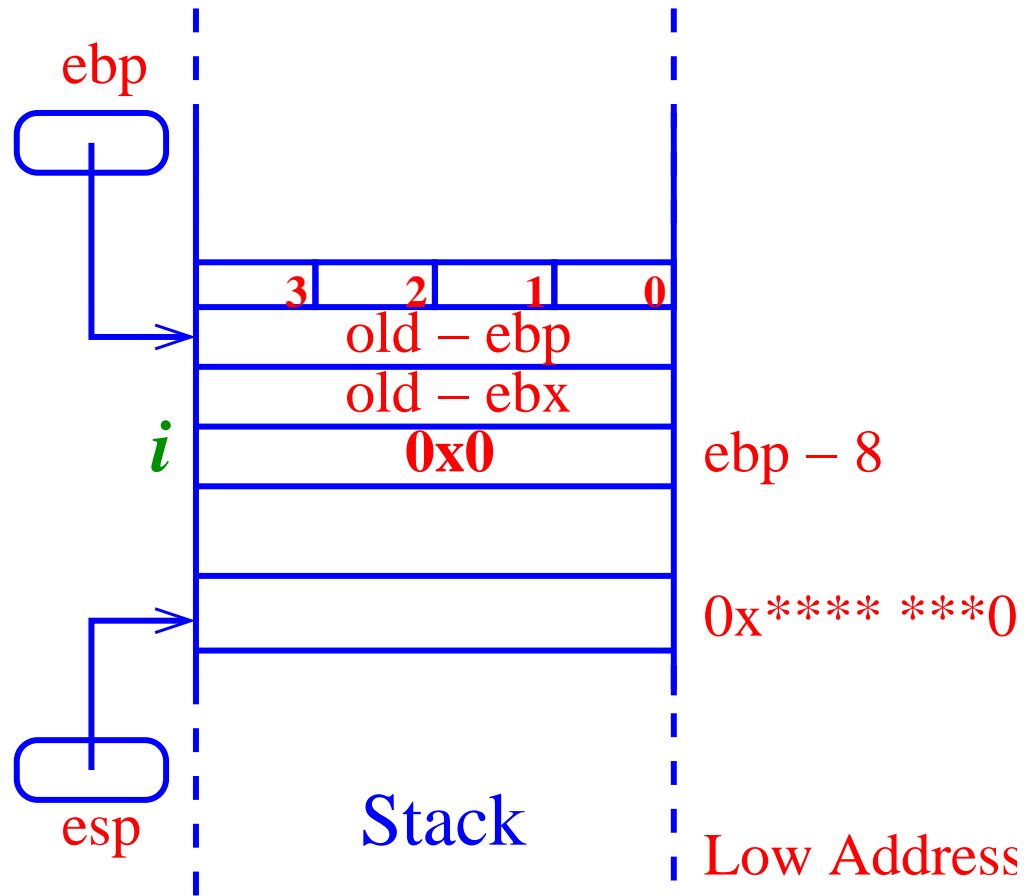 ebp
3 2 1 0
old – ebp
old – ebx
i 0x0 ebp – 8
0x**** ***0
esp
Stack
Low Address